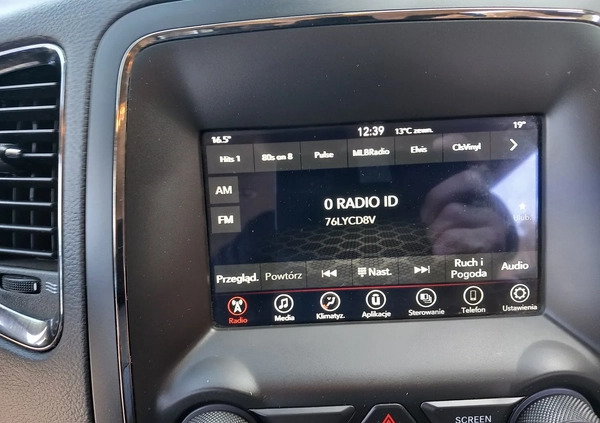 16.5°
12:39
13°C zewn.
19°
Hits 1
80s on 8
Pulse
MLBRadio
Elvis
ClsVinyl
AM
FM
0 RADIO ID
76LYCD8V
Ulub
Przegląd.
Powtórz
Nast.
Ruch i
Pogoda
Audio
Radio
Media
Klimatyz.
Aplikacje
Sterowanie
Telefon
Ustawienia
SCREEN